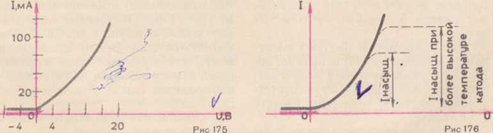 I,мА
100
20
0
-4
4
20
U,В
Рис 175
I
I насыщ
I насыщ при
более высокой
температуре
катода
0
U
Рис 176